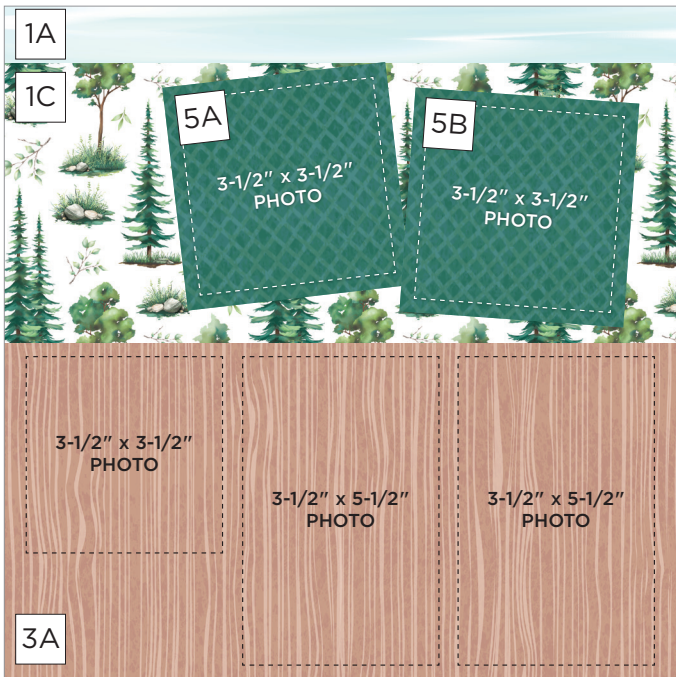 1A
1C
5A
5B
3-1/2" x 3-1/2"
PHOTO
3-1/2" x 3-1/2"
PHOTO
3-1/2" x 3-1/2"
PHOTO
3-1/2" x 5-1/2"
PHOTO
3-1/2" x 5-1/2"
PHOTO
3A